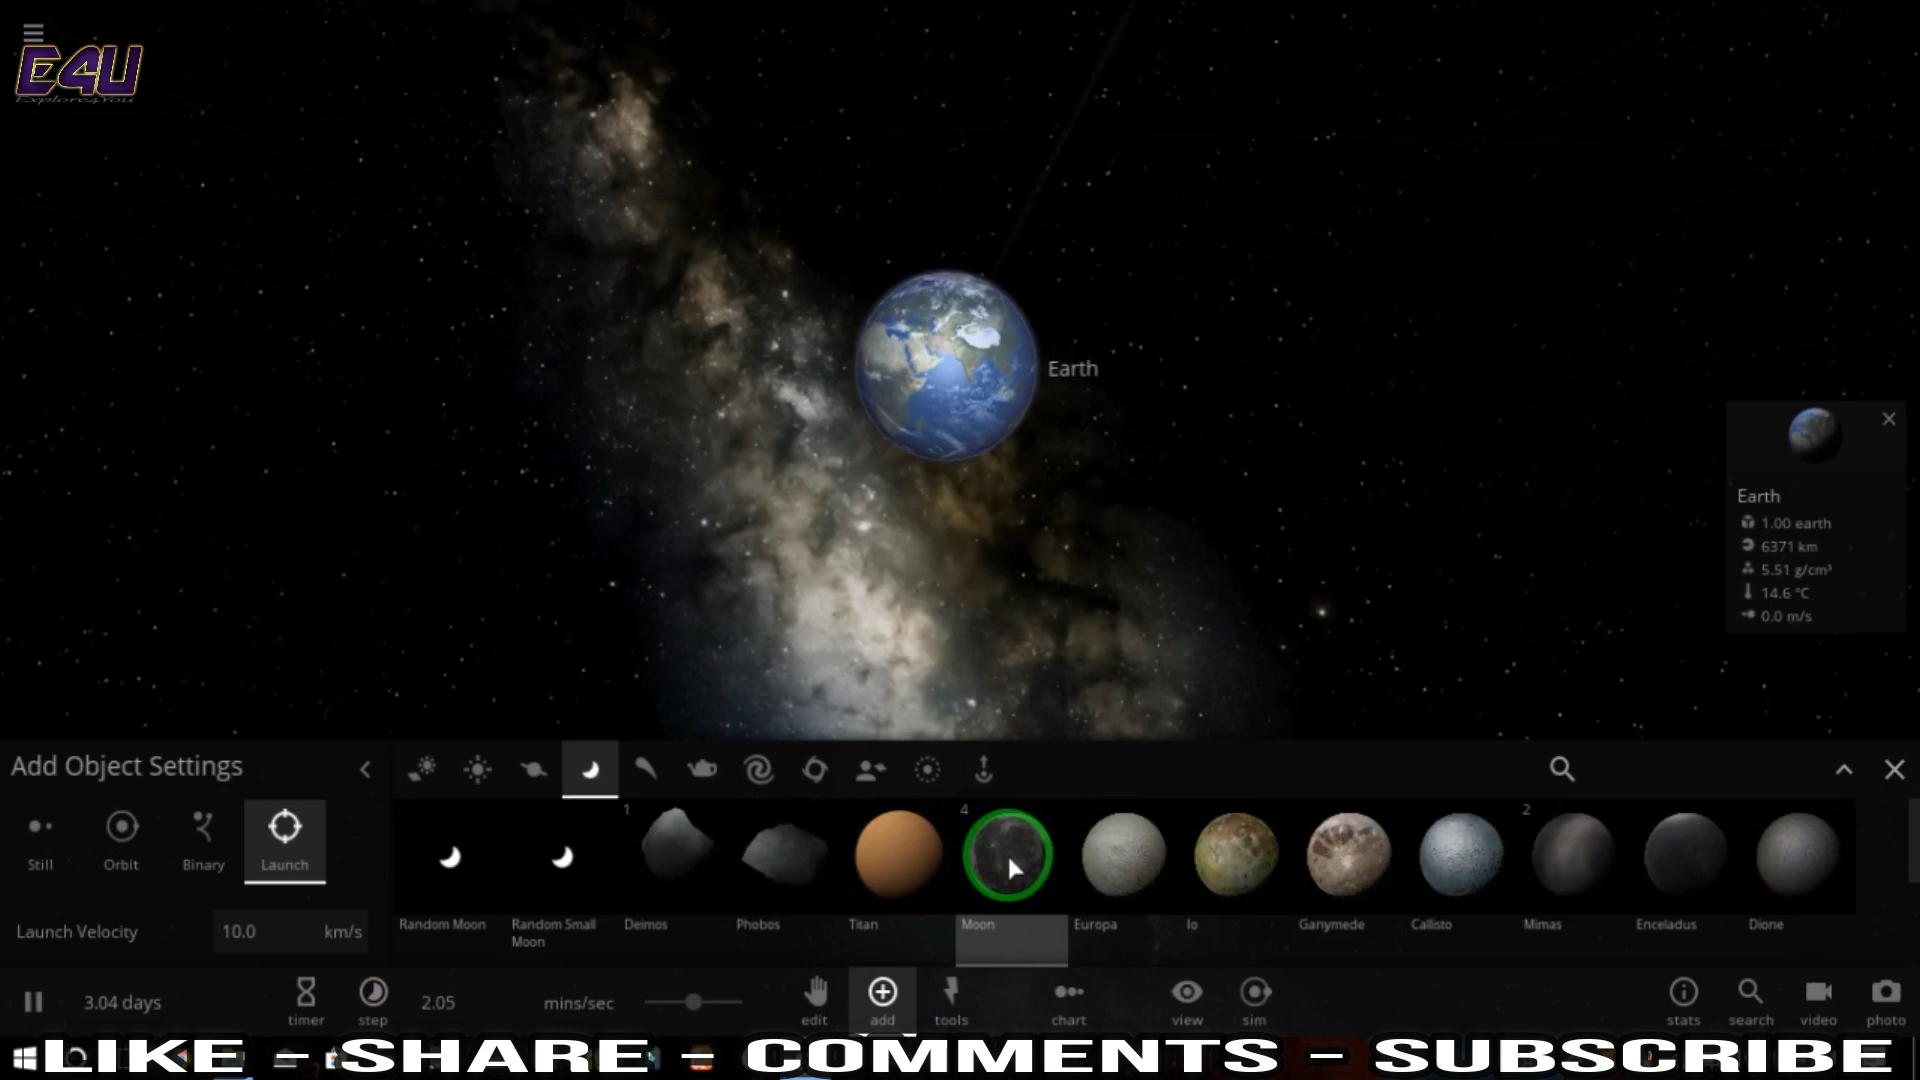 E4U
Explore4You
Earth
Earth
1.00 earth
6371 km
5.51 g/cm³
14.6 °C
0.0 m/s
Add Object Settings
Still
Orbit
Binary
Launch
Launch Velocity
10.0 km/s
1
4
2
Random Moon
Random Small
Moon
Deimos
Phobos
Titan
Moon
Europa
Io
Ganymede
Callisto
Mimas
Enceladus
Dione
3.04 days
timer
step
2.05 mins/sec
edit
add
tools
chart
view
sim
stats
search
video
photo
LIKE – SHARE – COMMENTS – SUBSCRIBE